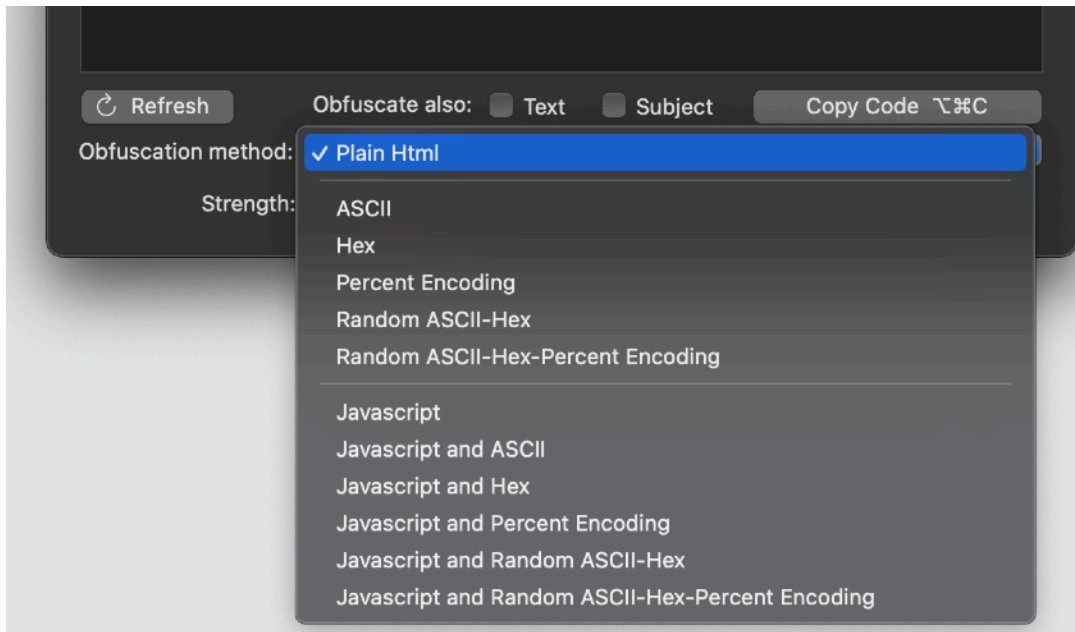 Refresh Obfuscate also: Text Subject Copy Code ⌥⌘C
Obfuscation method: ✓ Plain Html
Strength:
ASCII
Hex
Percent Encoding
Random ASCII-Hex
Random ASCII-Hex-Percent Encoding
Javascript
Javascript and ASCII
Javascript and Hex
Javascript and Percent Encoding
Javascript and Random ASCII-Hex
Javascript and Random ASCII-Hex-Percent Encoding